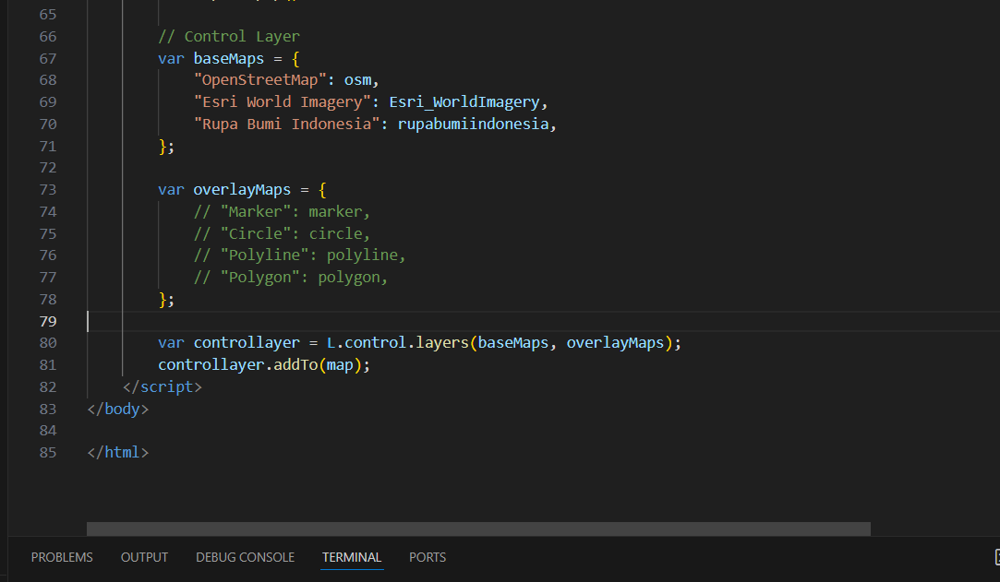 65
66 // Control Layer
67 var baseMaps = {
68 "OpenStreetMap": osm,
69 "Esri World Imagery": Esri_WorldImagery,
70 "Rupa Bumi Indonesia": rupabumiindonesia,
71 };
72
73 var overlayMaps = {
74 // "Marker": marker,
75 // "Circle": circle,
76 // "Polyline": polyline,
77 // "Polygon": polygon,
78 };
79
80 var controllayer = L.control.layers(baseMaps, overlayMaps);
81 controllayer.addTo(map);
82 </script>
83 </body>
84
85 </html>
PROBLEMS OUTPUT DEBUG CONSOLE TERMINAL PORTS